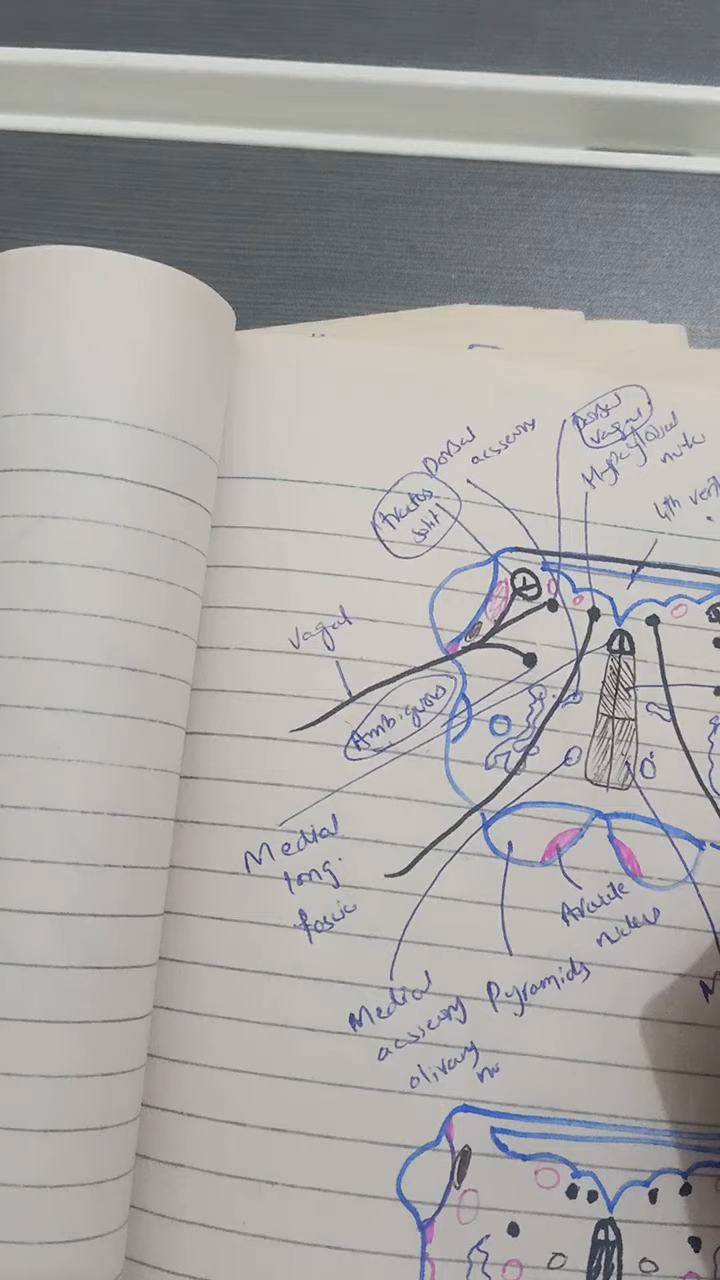 Dorsal
vagal
Hypoglossal
Dorsal
accessory
Tractus
solit
4th vent
Vagal
Ambiguous
Medial
long.
fascic
Arcuate
nucleus
Medial
accessory
olivary
nu
Pyramids
M